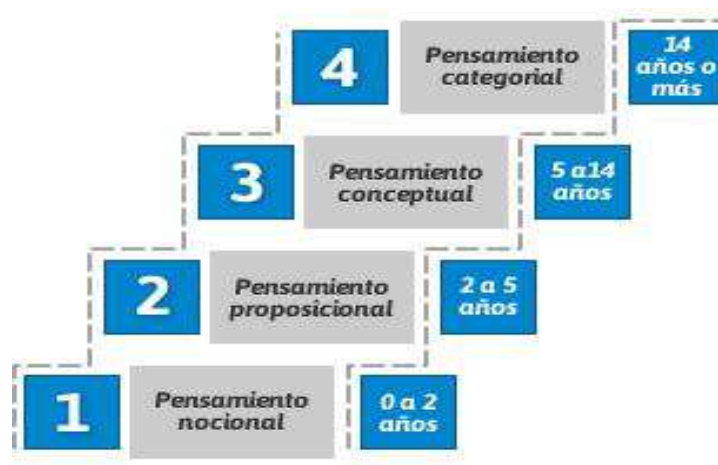 4
Pensamiento
categorial
14
años o
más
3
Pensamiento
conceptual
5 a14
años
2
Pensamiento
proposicional
2 a 5
años
1
Pensamiento
nocional
0 a 2
años